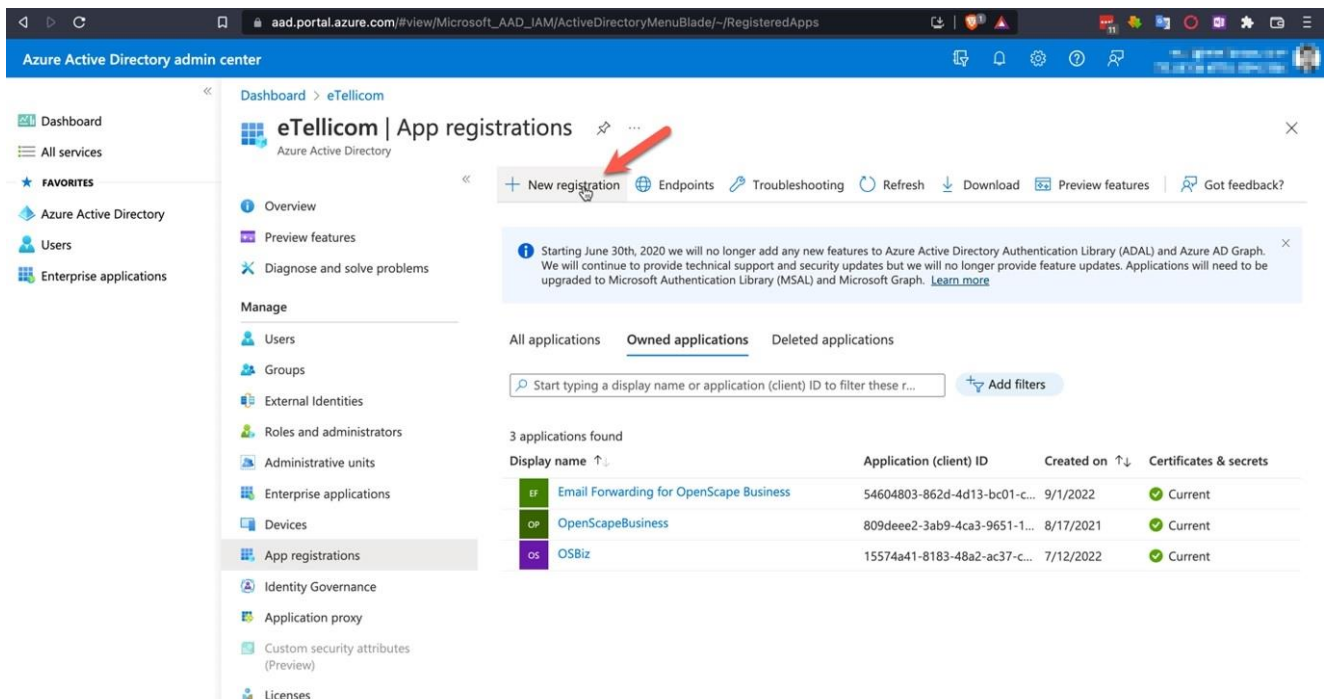 aad.portal.azure.com/#view/Microsoft_AAD_IAM/ActiveDirectoryMenuBlade/~/RegisteredApps
11
Azure Active Directory admin center
Dashboard > eTellicom
eTellicom | App registrations
Azure Active Directory
Dashboard
All services
FAVORITES
Azure Active Directory
Users
Enterprise applications
Overview
Preview features
Diagnose and solve problems
Manage
Users
Groups
External Identities
Roles and administrators
Administrative units
Enterprise applications
Devices
App registrations
Identity Governance
Application proxy
Custom security attributes
(Preview)
Licenses
New registration Endpoints Troubleshooting Refresh Download Preview features Got feedback?
Starting June 30th, 2020 we will no longer add any new features to Azure Active Directory Authentication Library (ADAL) and Azure AD Graph.
We will continue to provide technical support and security updates but we will no longer provide feature updates. Applications will need to be
upgraded to Microsoft Authentication Library (MSAL) and Microsoft Graph. Learn more
All applications Owned applications Deleted applications
Start typing a display name or application (client) ID to filter these r...
Add filters
3 applications found
Display name Application (client) ID Created on Certificates & secrets
EF Email Forwarding for OpenScape Business 54604803-862d-4d13-bc01-c... 9/1/2022 Current
OP OpenScapeBusiness 809deee2-3ab9-4ca3-9651-1... 8/17/2021 Current
OS OSBiz 15574a41-8183-48a2-ac37-c... 7/12/2022 Current